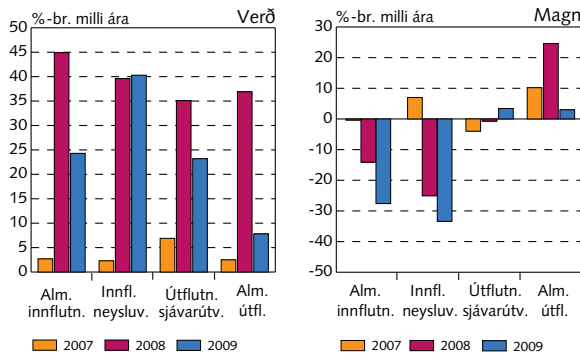 %-br. milli ára Verð
50
45
40
35
30
25
20
15
10
5
0
Alm. innflutn.
Innfl. neysluv.
Útflutn. sjávarútv.
Alm. útfl.
2007 2008 2009
%-br. milli ára Magn
30
20
10
0
-10
-20
-30
-40
-50
Alm. innflutn.
Innfl. neysluv.
Útflutn. sjávarútv.
Alm. útfl.
2007 2008 2009